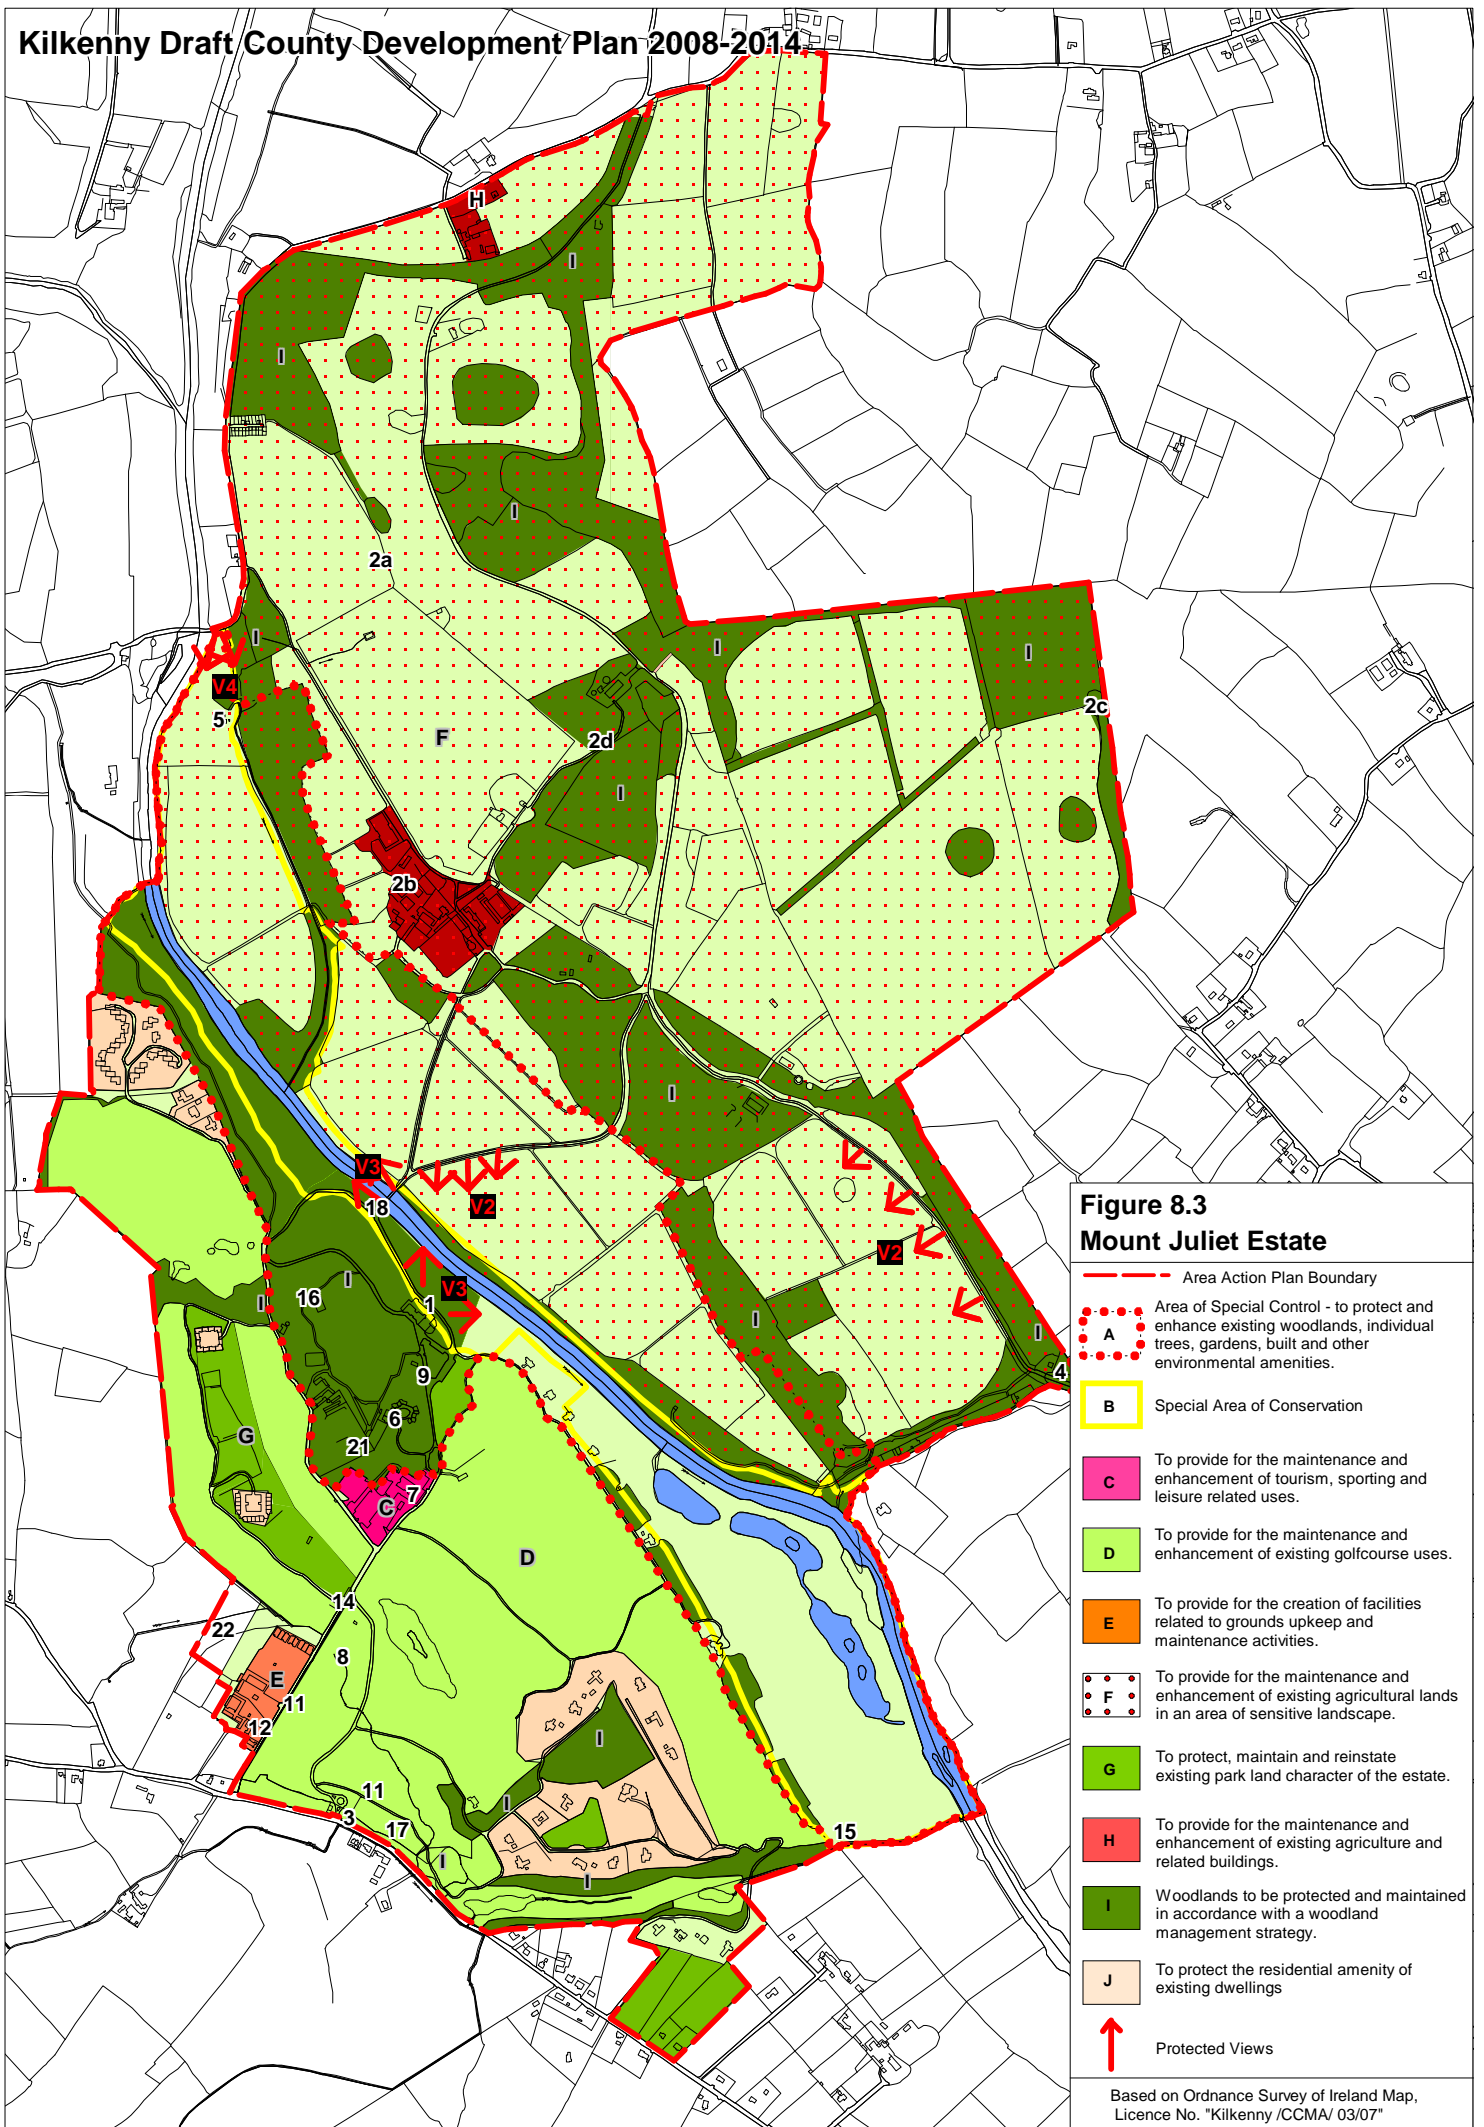 Kilkenny Draft County Development Plan 2008-2014
H
I
I
I
2a
I
I
I
V4
5
2c
F
2d
I
2b
I
V3
18
V2
V2
I
16
I
V3
1
I
I
4
9
6
G
21
7
C
D
14
22
8
E
11
12
I
11
I
3
17
15
I
I
Figure 8.3
Mount Juliet Estate
Area Action Plan Boundary
A
Area of Special Control - to protect and
enhance existing woodlands, individual
trees, gardens, built and other
environmental amenities.
B
Special Area of Conservation
C
To provide for the maintenance and
enhancement of tourism, sporting and
leisure related uses.
D
To provide for the maintenance and
enhancement of existing golfcourse uses.
E
To provide for the creation of facilities
related to grounds upkeep and
maintenance activities.
F
To provide for the maintenance and
enhancement of existing agricultural lands
in an area of sensitive landscape.
G
To protect, maintain and reinstate
existing park land character of the estate.
H
To provide for the maintenance and
enhancement of existing agriculture and
related buildings.
I
Woodlands to be protected and maintained
in accordance with a woodland
management strategy.
J
To protect the residential amenity of
existing dwellings
Protected Views
Based on Ordnance Survey of Ireland Map,
Licence No. "Kilkenny /CCMA/ 03/07"